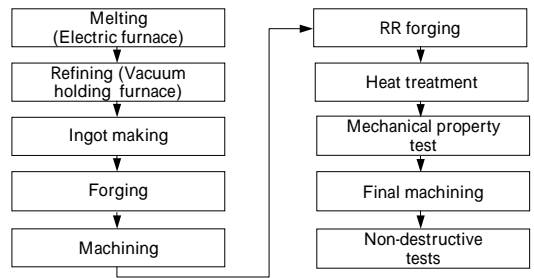 Melting
(Electric furnace)
Refining (Vacuum
holding furnace)
Ingot making
Forging
Machining
RR forging
Heat treatment
Mechanical property
test
Final machining
Non-destructive
tests